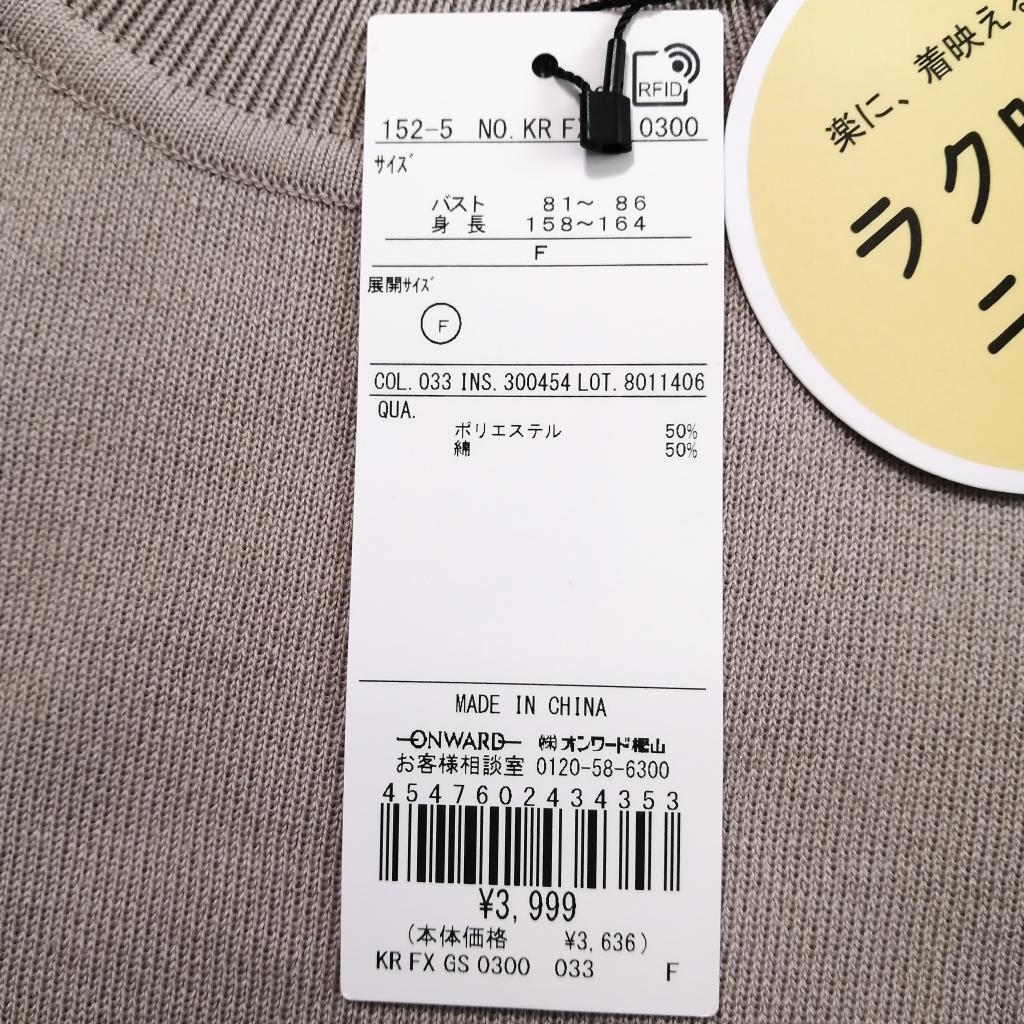 RFID
152-5 NO. KR F 0300
サイズ
バスト 81～ 86
身 長 158～164
F
展開サイズ
F
COL. 033 INS. 300454 LOT. 8011406
QUA.
ポリエステル 50%
綿 50%
MADE IN CHINA
ONWARD ㈱オンワード樫山
お客様相談室 0120-58-6300
4547602434353
¥3,999
(本体価格 ¥3,636)
KR FX GS 0300 033 F
楽に、着映える
ラク
ニ